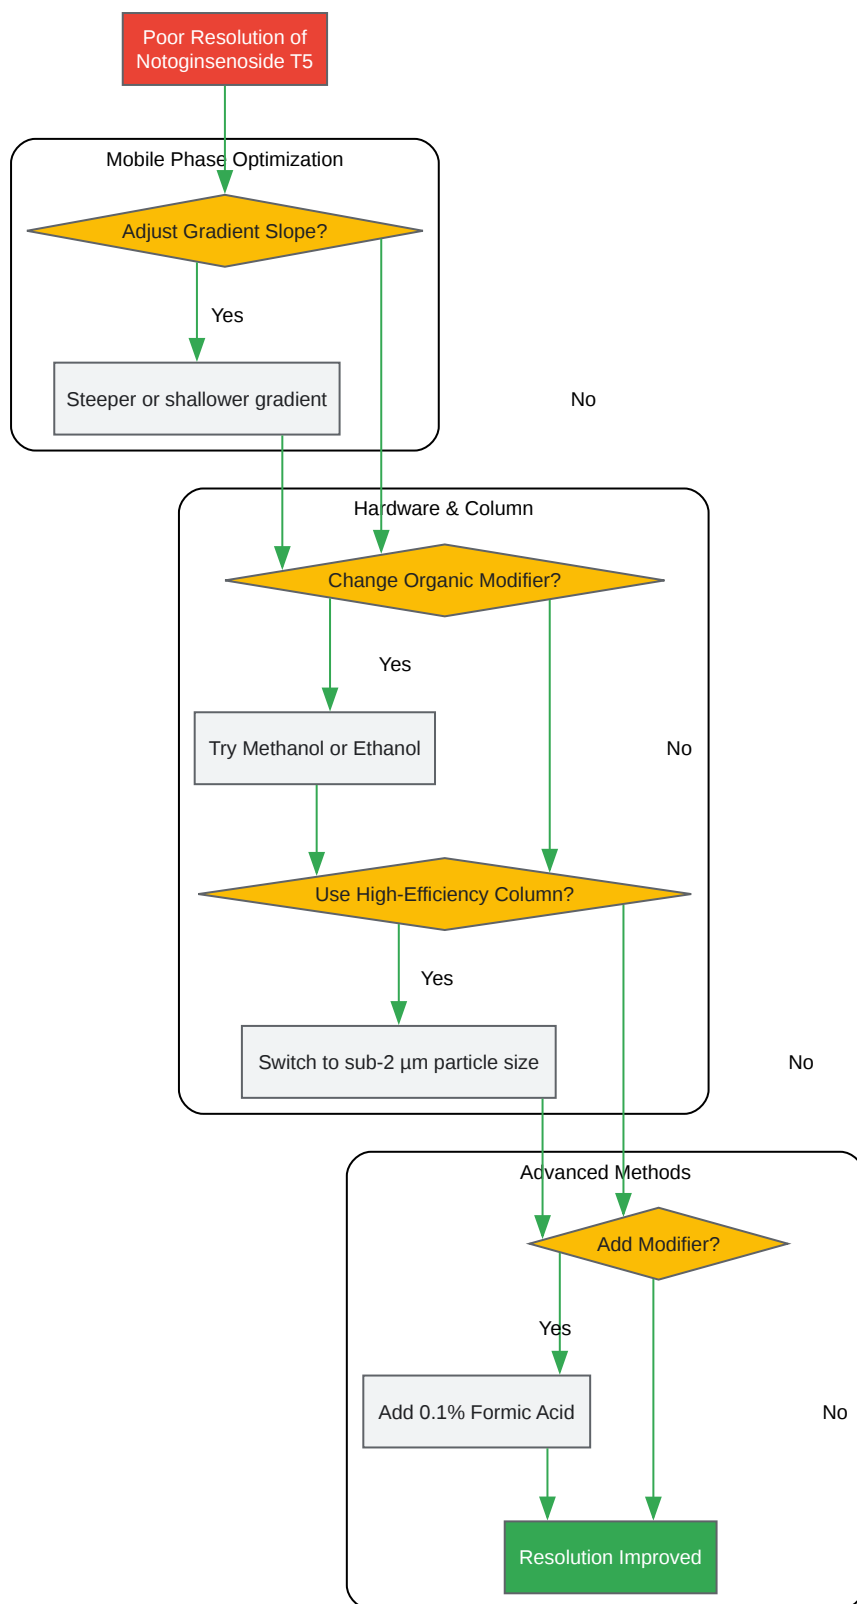 Poor Resolution of
Notoginsenoside T5
Mobile Phase Optimization
Adjust Gradient Slope?
Yes
Steeper or shallower gradient
No
Hardware & Column
Change Organic Modifier?
Yes
Try Methanol or Ethanol
No
Use High-Efficiency Column?
Yes
Switch to sub-2 µm particle size
No
Advanced Methods
Add Modifier?
Yes
Add 0.1% Formic Acid
No
Resolution Improved